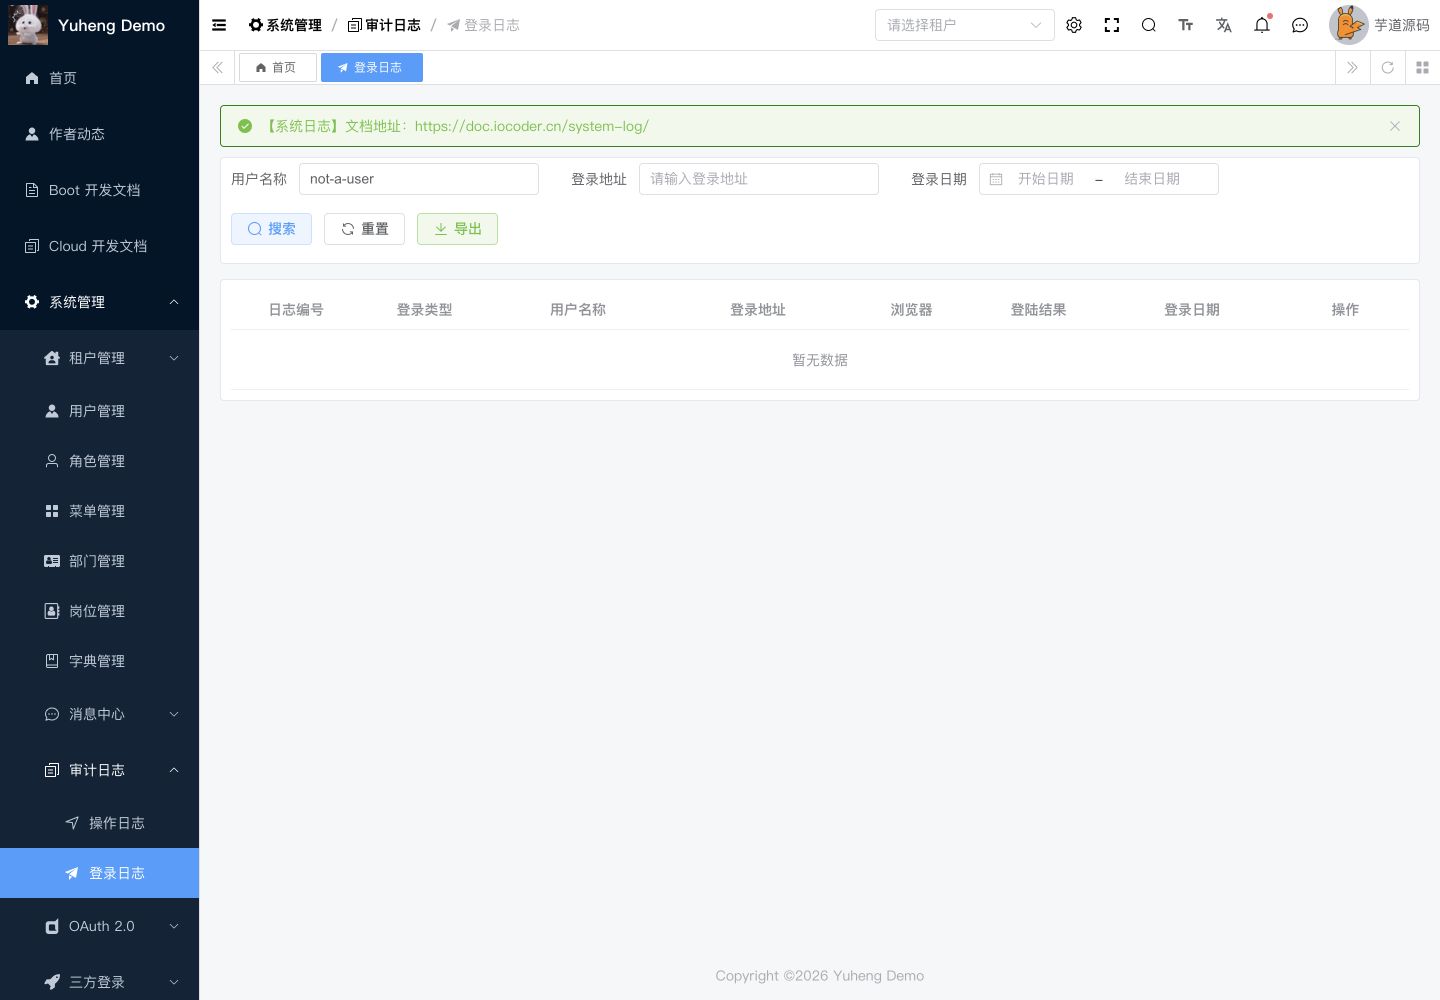 Yuheng Demo
系统管理 / 审计日志 / 登录日志
请选择租户
芋道源码
首页
登录日志
首页
作者动态
Boot 开发文档
Cloud 开发文档
系统管理
租户管理
用户管理
角色管理
菜单管理
部门管理
岗位管理
字典管理
消息中心
审计日志
操作日志
登录日志
OAuth 2.0
三方登录
【系统日志】文档地址：https://doc.iocoder.cn/system-log/
用户名称 not-a-user 登录地址 请输入登录地址 登录日期 开始日期 - 结束日期
搜索 重置 导出
日志编号 登录类型 用户名称 登录地址 浏览器 登陆结果 登录日期 操作
暂无数据
Copyright ©2026 Yuheng Demo